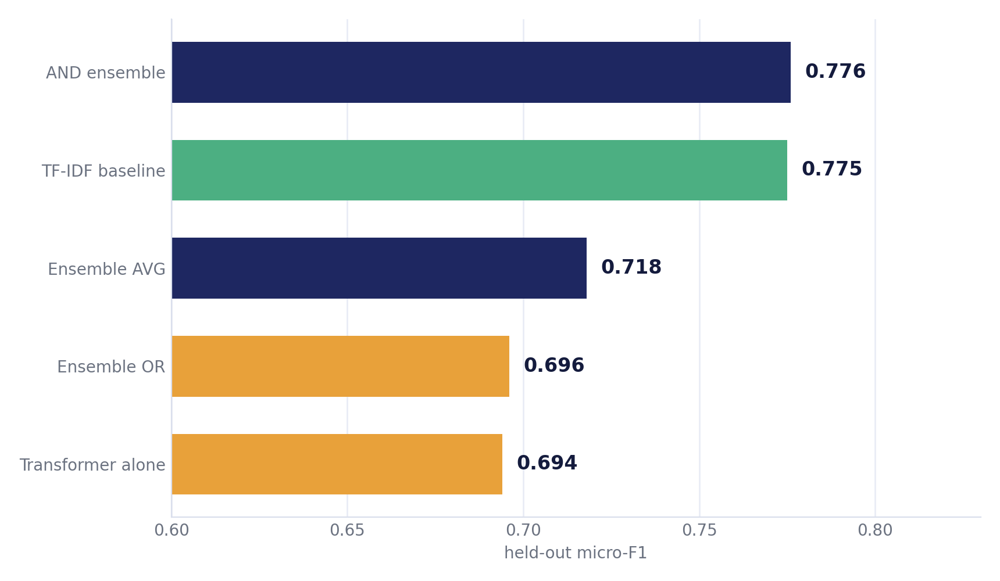 AND ensemble 0.776
TF-IDF baseline 0.775
Ensemble AVG 0.718
Ensemble OR 0.696
Transformer alone 0.694
0.60 0.65 0.70 0.75 0.80
held-out micro-F1